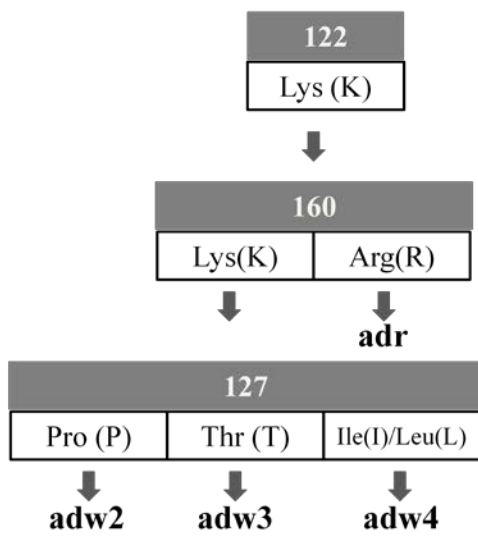 122
Lys (K)
160
Lys(K) Arg(R)
adr
127
Pro (P) Thr (T) Ile(I)/Leu(L)
adw2 adw3 adw4